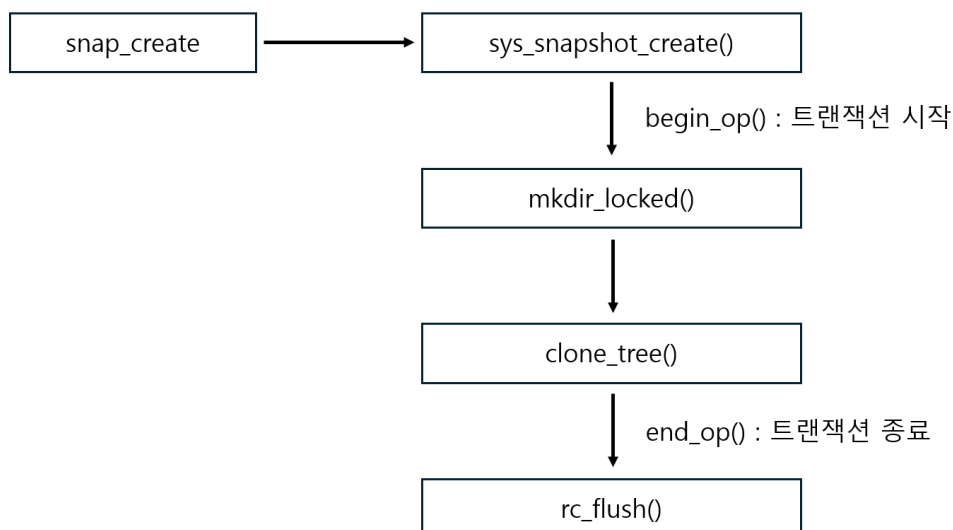 snap_create
sys_snapshot_create()
begin_op() : 트랜잭션 시작
mkdir_locked()
clone_tree()
end_op() : 트랜잭션 종료
rc_flush()